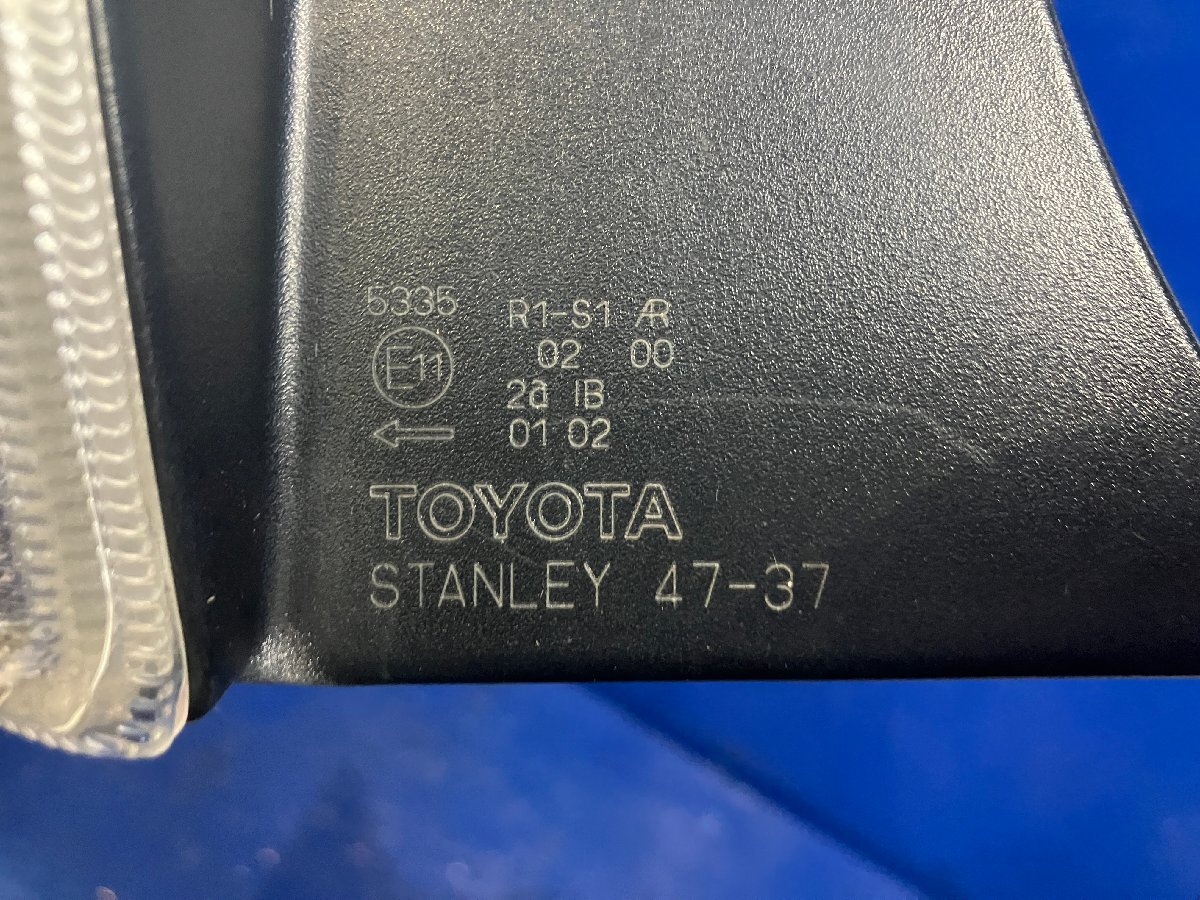 5335
E11
←
R1-S1 AR
02 00
2a IB
01 02
TOYOTA
STANLEY 47-37